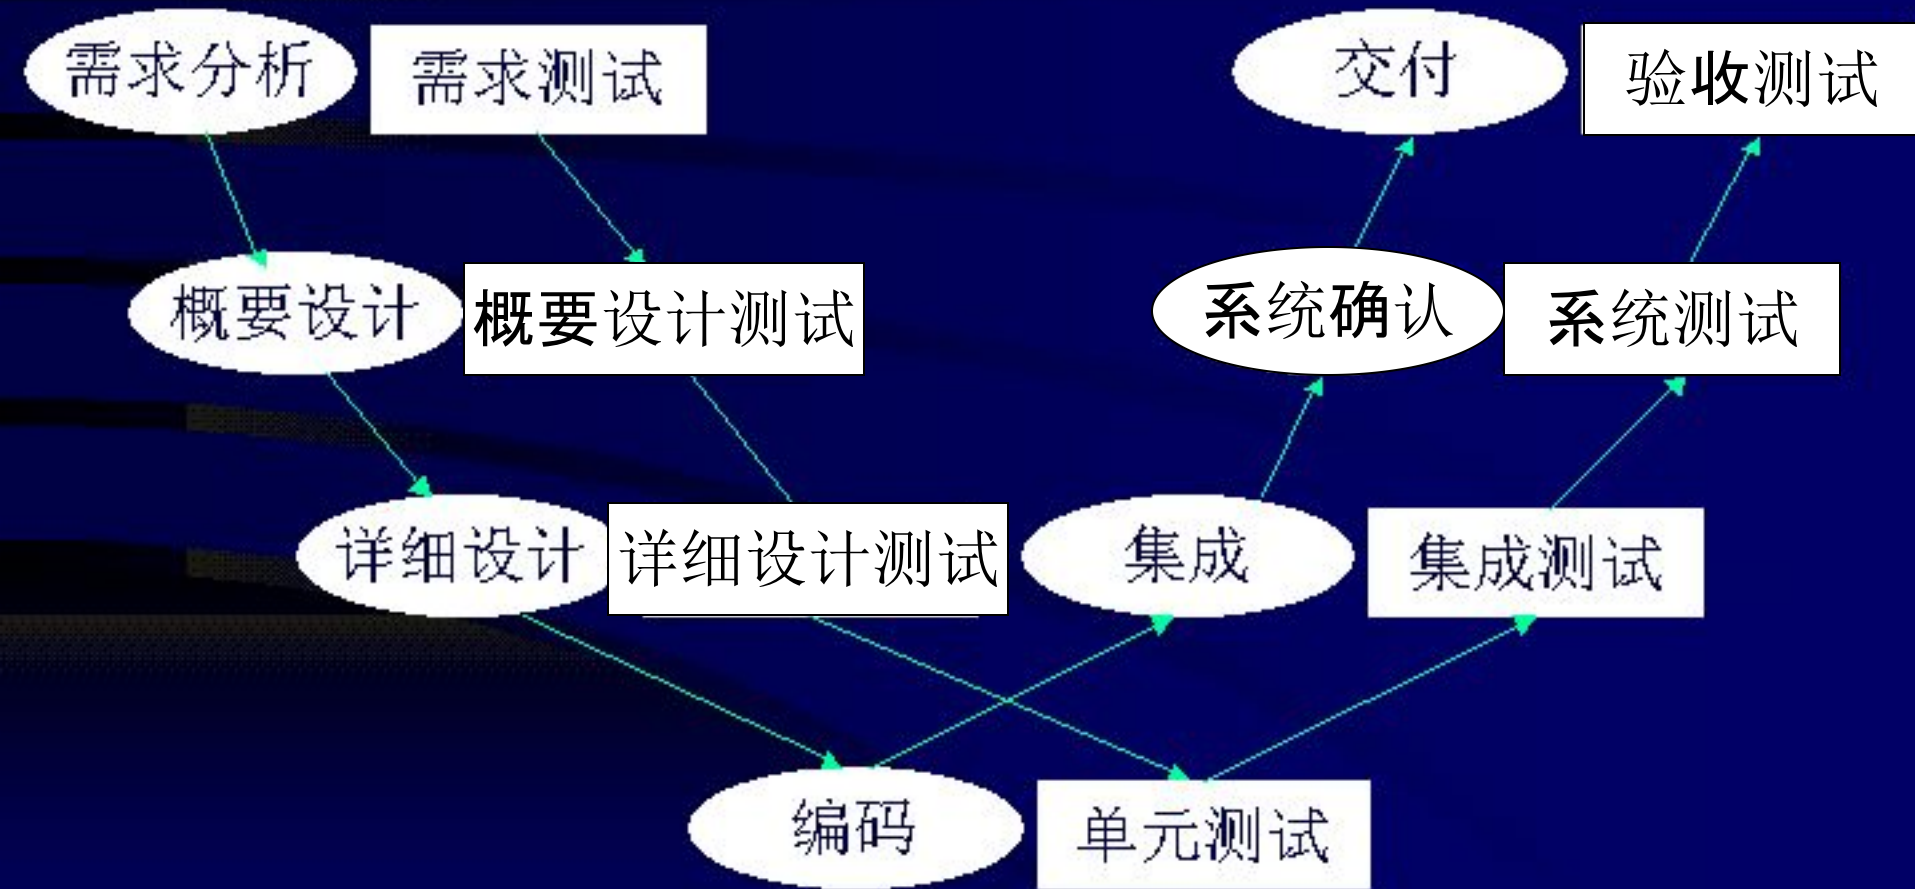 需求分析
需求测试
交付
验收测试
概要设计
概要设计测试
系统确认
系统测试
详细设计
详细设计测试
集成
集成测试
编码
单元测试